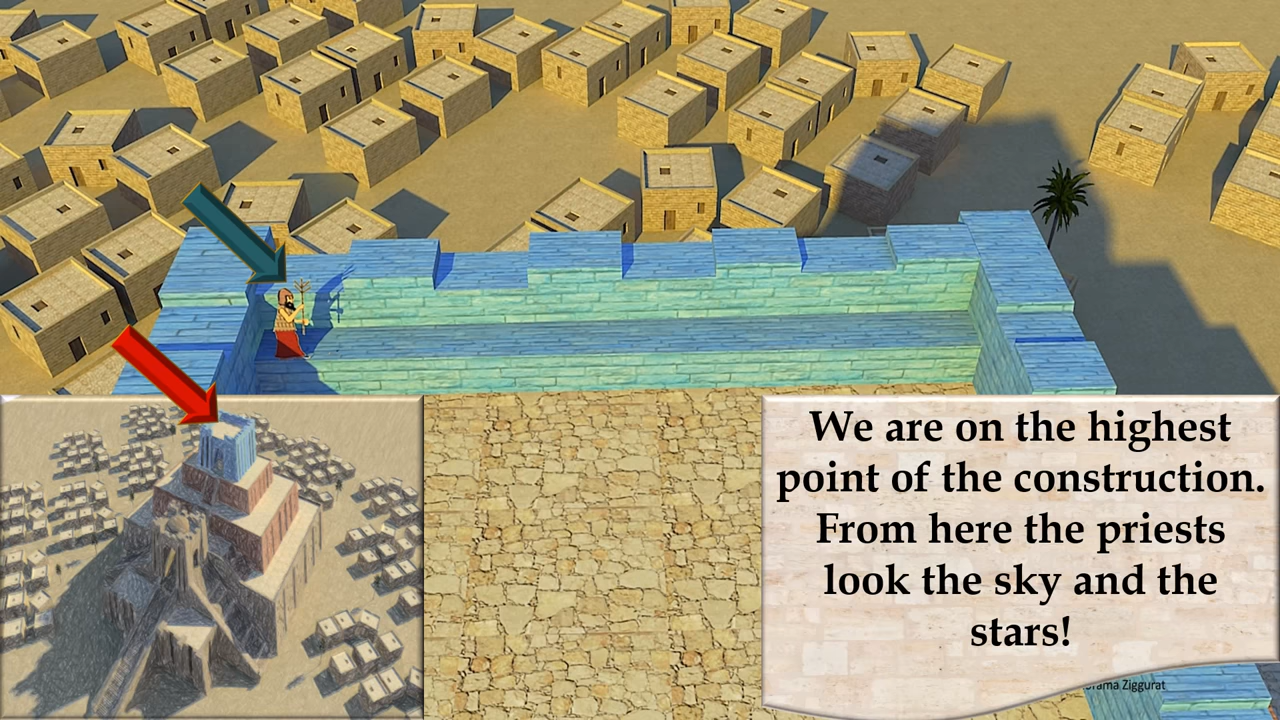 We are on the highest
point of the construction.
From here the priests
look the sky and the
stars!
Ziggurat